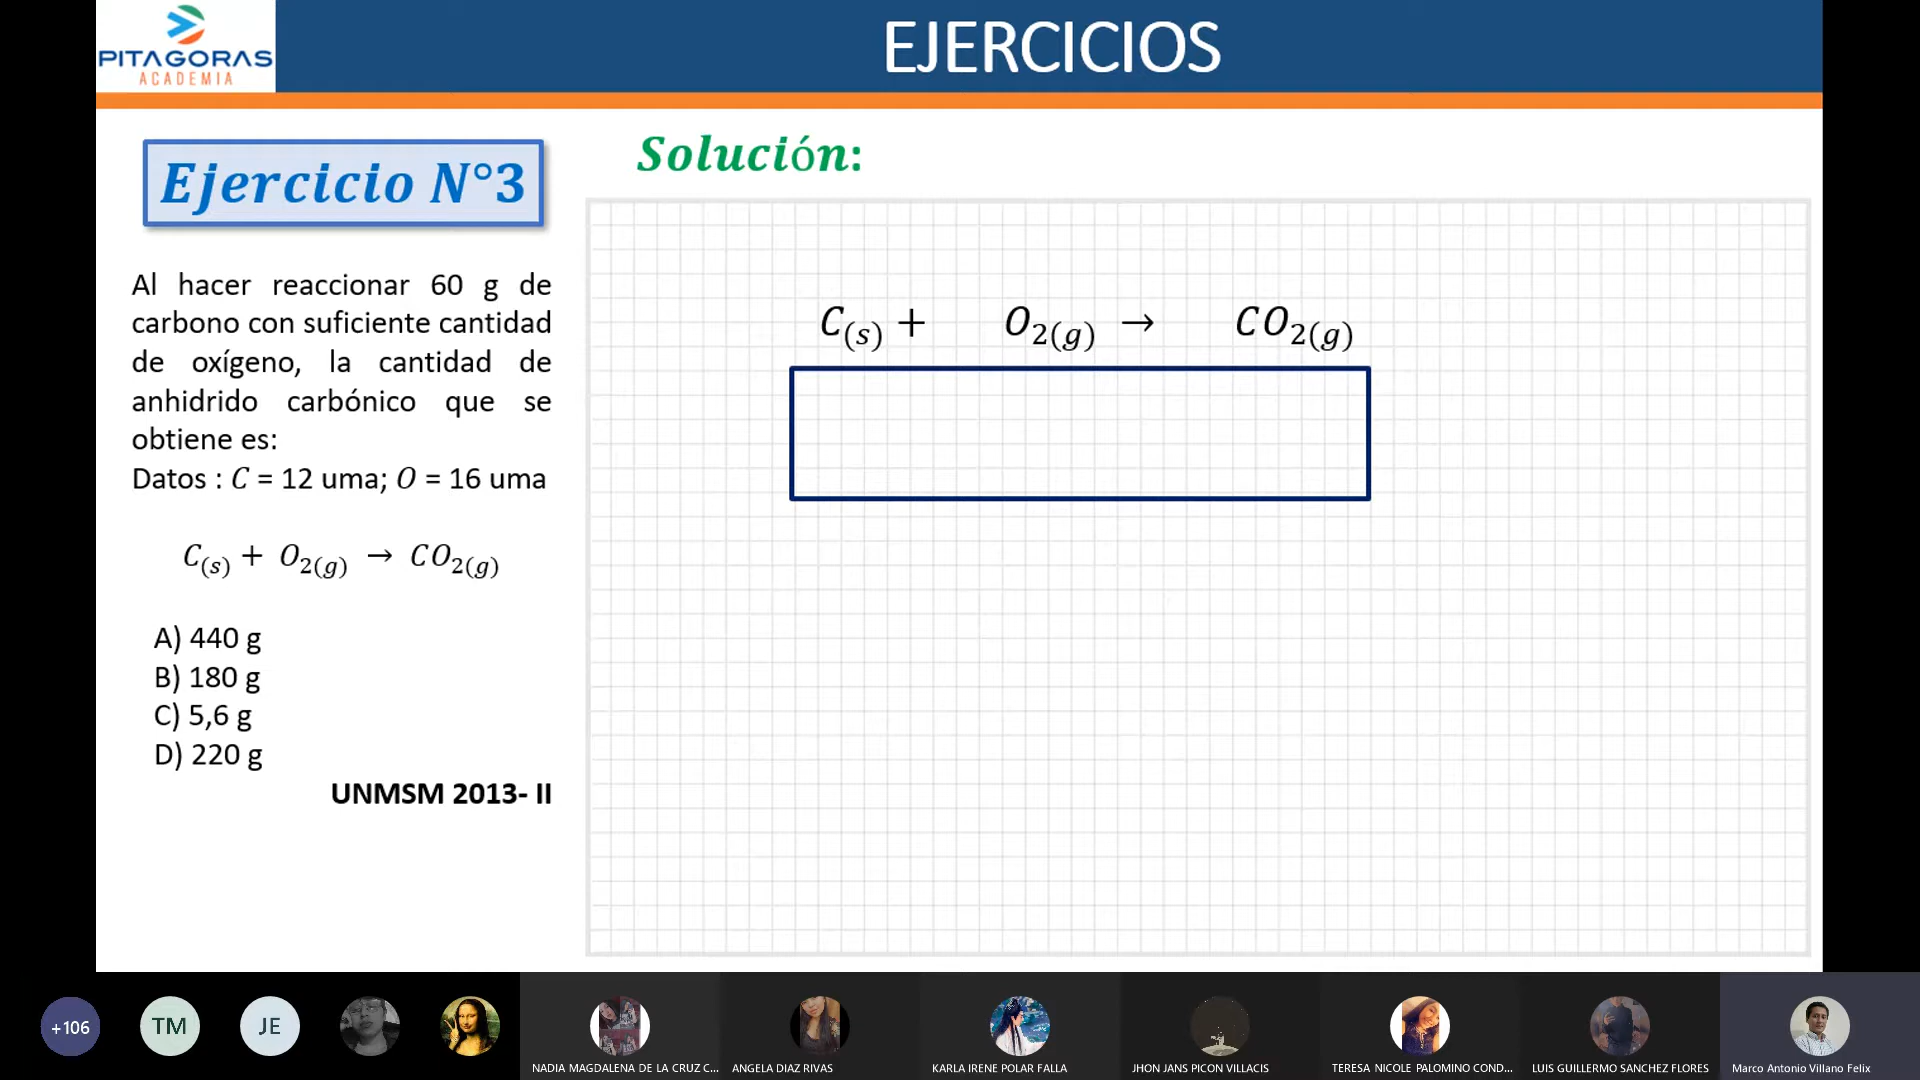 PITAGORAS
ACADEMIA
EJERCICIOS
Ejercicio N°3
Al hacer reaccionar 60 g de
carbono con suficiente cantidad
de oxígeno, la cantidad de
anhidrido carbónico que se
obtiene es:
Datos : C = 12 uma; O = 16 uma
C(s) + O2(g) → CO2(g)
A) 440 g
B) 180 g
C) 5,6 g
D) 220 g
UNMSM 2013- II
Solución:
C(s) + O2(g) → CO2(g)
+106
TM
JE
NADIA MAGDALENA DE LA CRUZ C...
ANGELA DIAZ RIVAS
KARLA IRENE POLAR FALLA
JHON JANS PICON VILLACIS
TERESA NICOLE PALOMINO COND...
LUIS GUILLERMO SANCHEZ FLORES
Marco Antonio Villano Felix